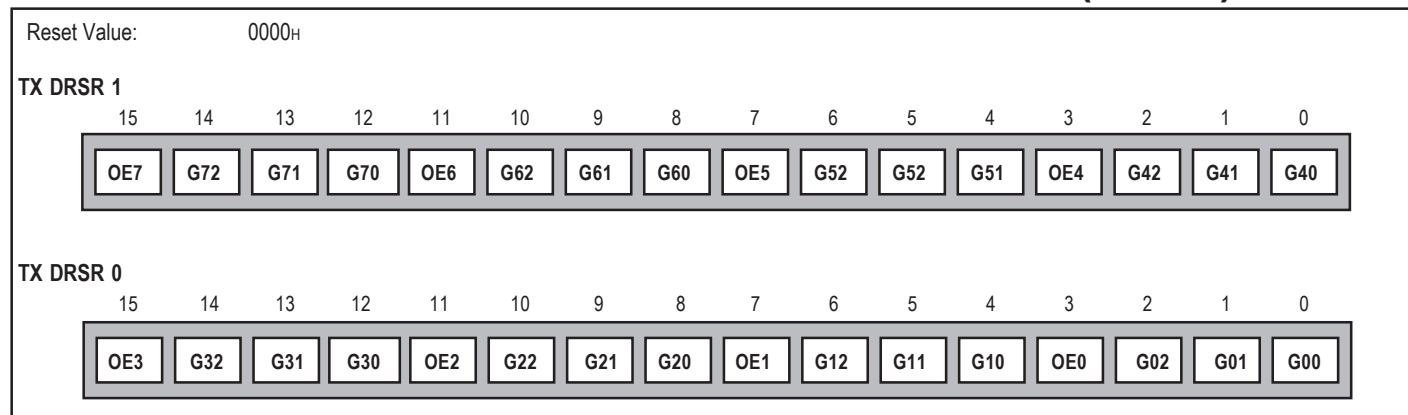 Reset Value: 0000H
TX DRSR 1
15 14 13 12 11 10 9 8 7 6 5 4 3 2 1 0
OE7 G72 G71 G70 OE6 G62 G61 G60 OE5 G52 G52 G51 OE4 G42 G41 G40
TX DRSR 0
15 14 13 12 11 10 9 8 7 6 5 4 3 2 1 0
OE3 G32 G31 G30 OE2 G22 G21 G20 OE1 G12 G11 G10 OE0 G02 G01 G00